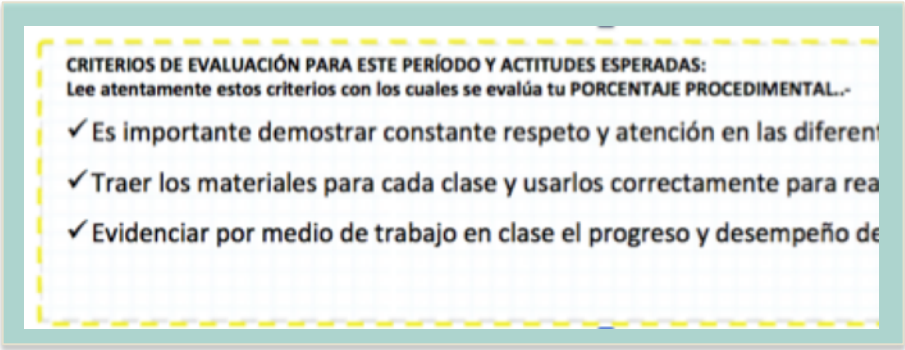 CRITERIOS DE EVALUACIÓN PARA ESTE PERÍODO Y ACTITUDES ESPERADAS:
Lee atentamente estos criterios con los cuales se evalúa tu PORCENTAJE PROCEDIMENTAL..-
✓Es importante demostrar constante respeto y atención en las diferent
✓Traer los materiales para cada clase y usarlos correctamente para rea
✓Evidenciar por medio de trabajo en clase el progreso y desempeño de